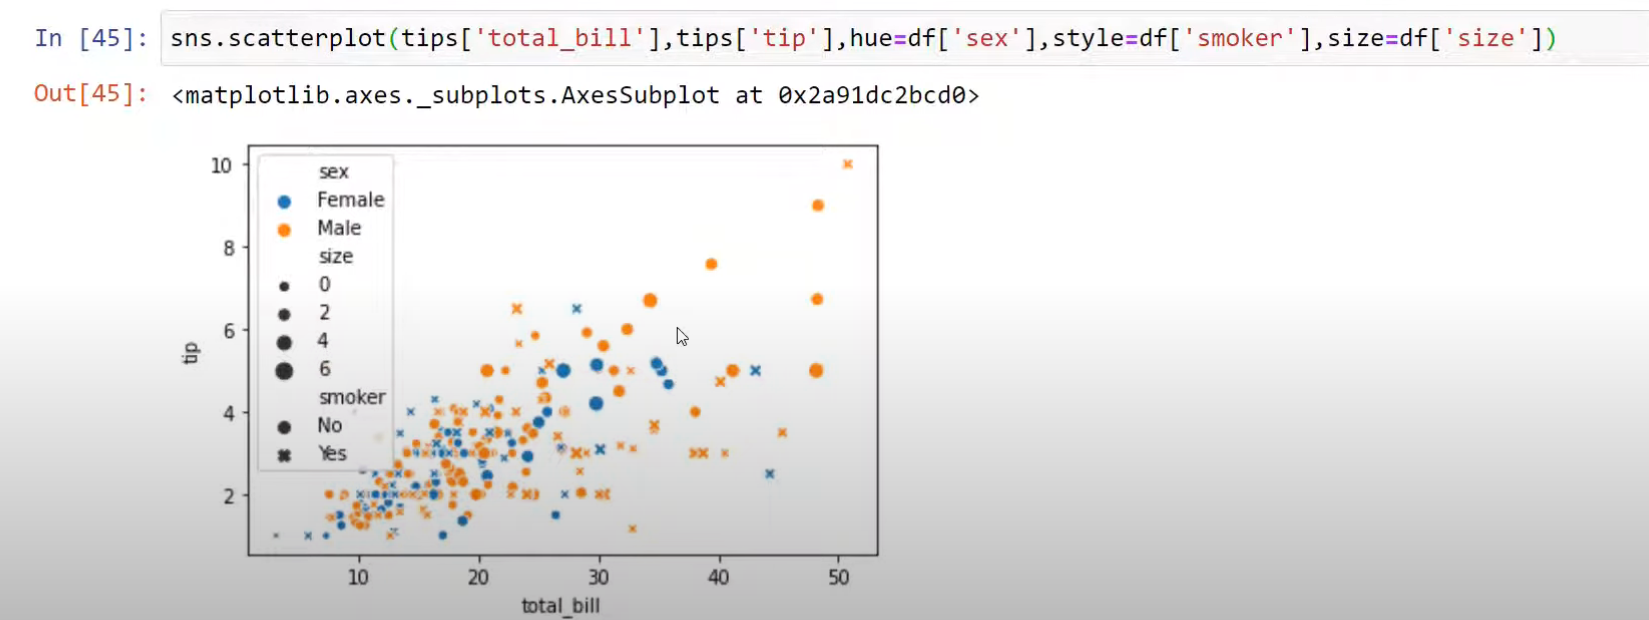 In [45]: sns.scatterplot(tips['total_bill'],tips['tip'],hue=df['sex'],style=df['smoker'],size=df['size'])
Out[45]: <matplotlib.axes._subplots.AxesSubplot at 0x2a91dc2bcd0>
sex
Female
Male
size
0
2
4
6
smoker
No
Yes
10
8
6
4
2
tip
10 20 30 40 50
total_bill